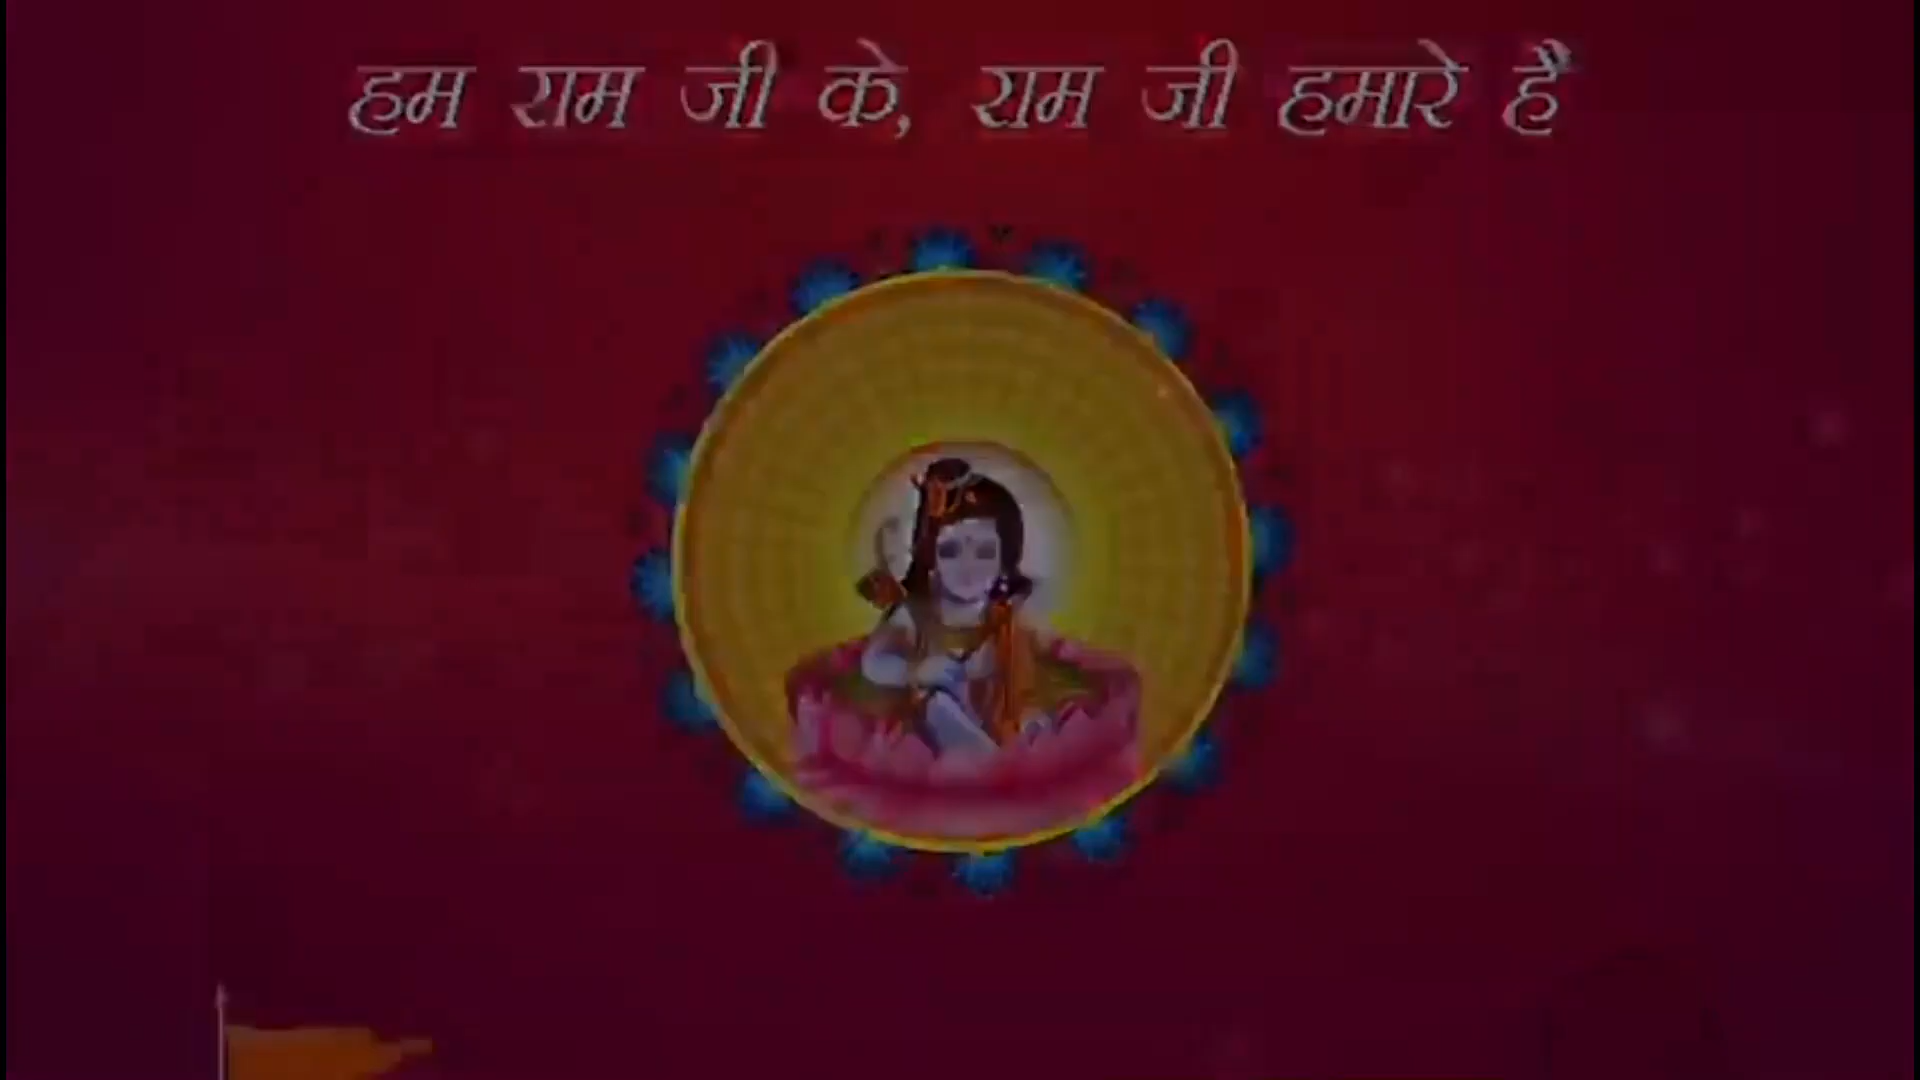 हम राम जी के, राम जी हमारे है